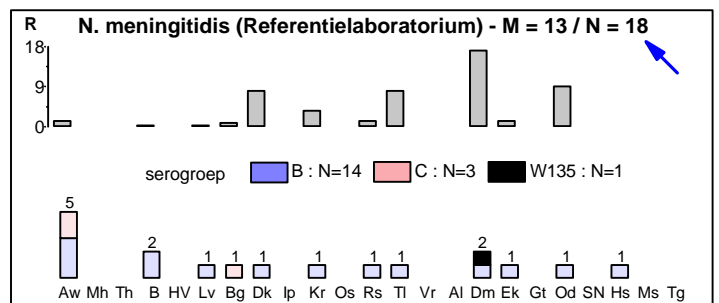 R N. meningitidis (Referentielaboratorium) - M = 13 / N = 18
18
9
0
serogroep B : N=14 C : N=3 W135 : N=1
5 2 1 1 1 1 1 1 2 1 1 1
Aw Mh Th B HV Lv Bg Dk Ip Kr Os Rs Tl Vr Al Dm Ek Gt Od SN Hs Ms Tg